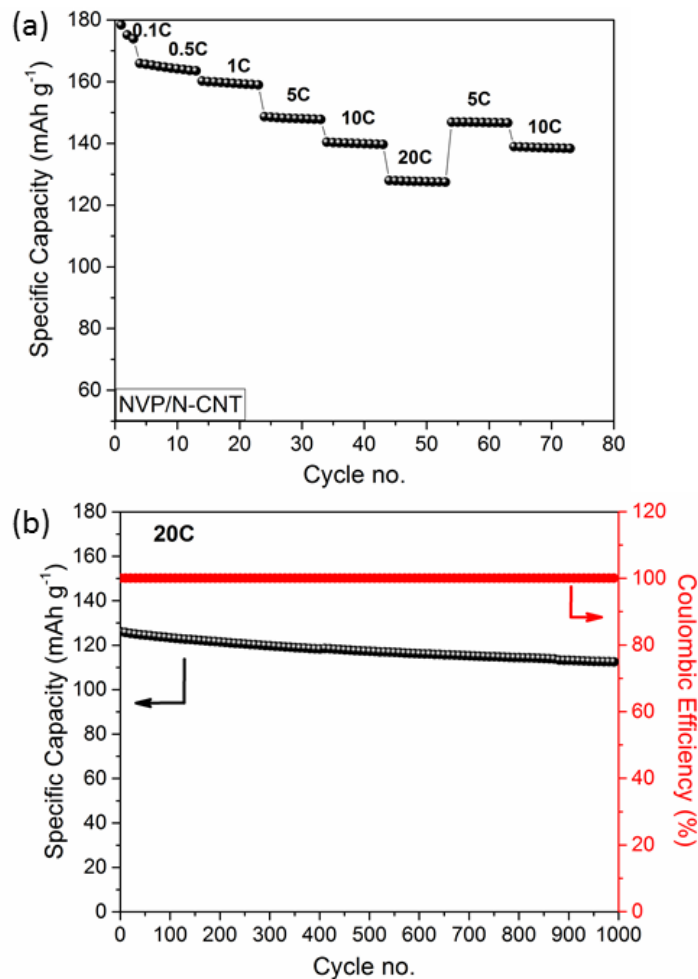 (a)
180
160
140
120
100
80
60
0
10
20
30
40
50
60
70
80
0.1C
0.5C
1C
5C
10C
20C
5C
10C
NVP/N-CNT
Specific Capacity (mAh g⁻¹)
Cycle no.
(b)
20C
180
160
140
120
100
80
60
40
20
0
0
100
200
300
400
500
600
700
800
900
1000
120
100
80
60
40
20
0
Specific Capacity (mAh g⁻¹)
Coulombic Efficiency (%)
Cycle no.